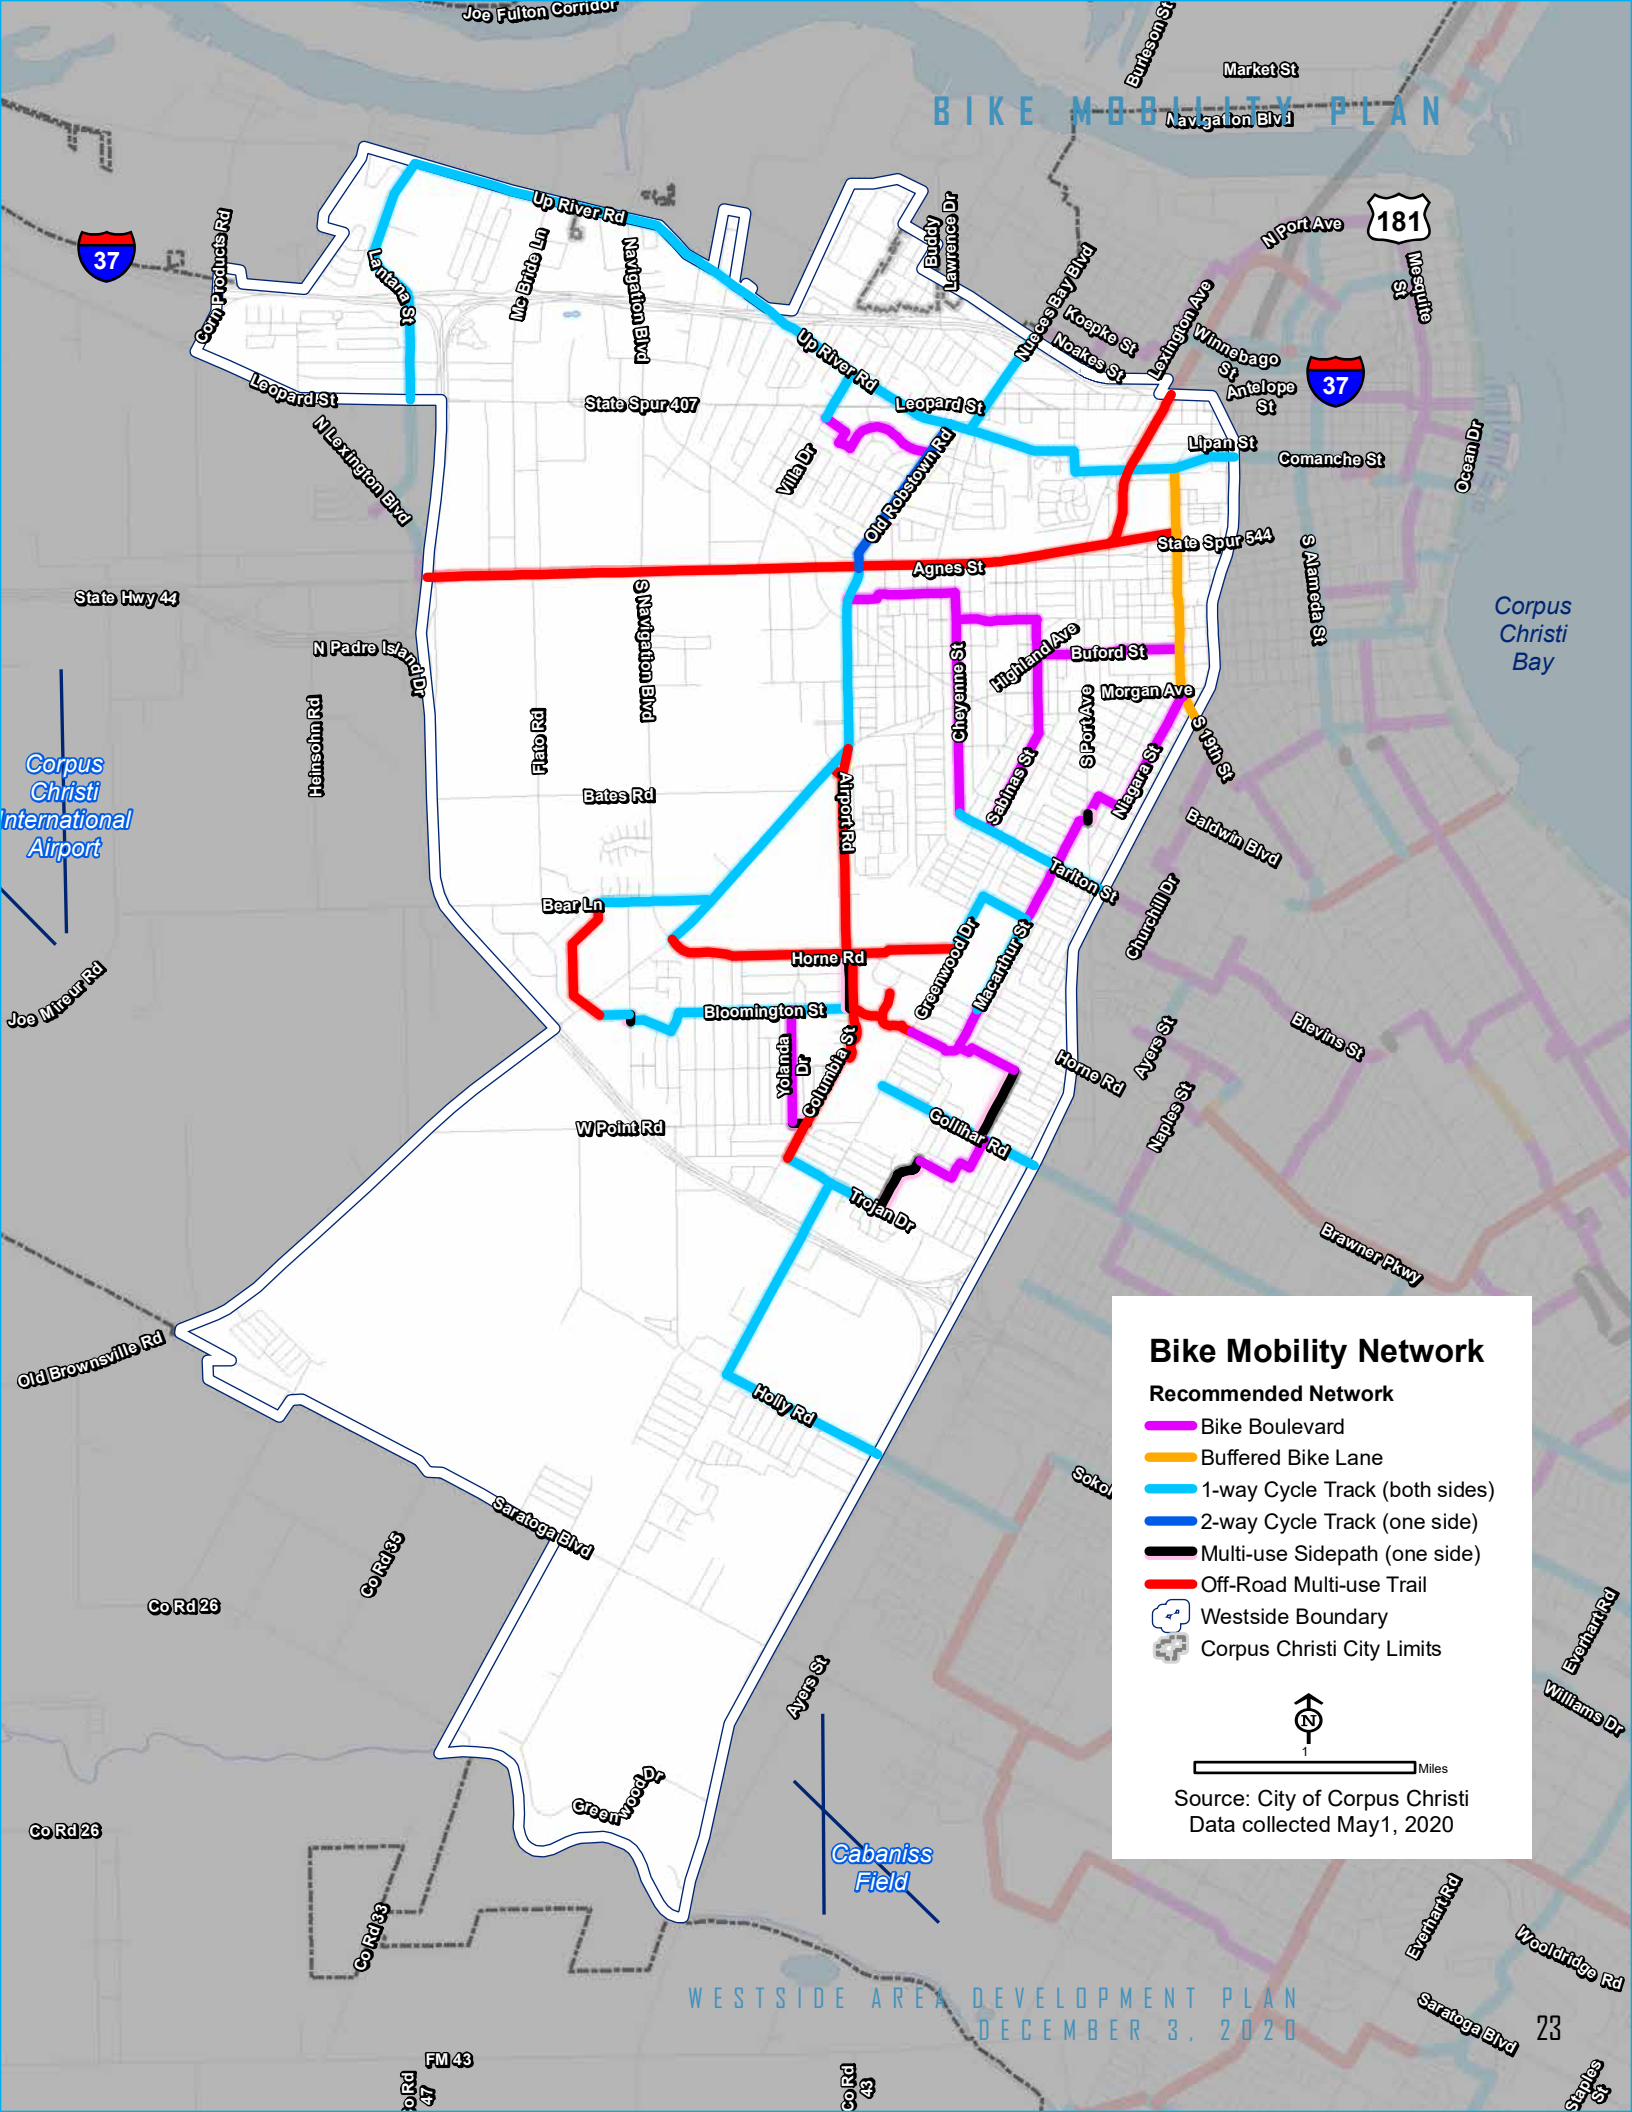 Joe Fulton Corridor
Burleson St
Market St
BIKE MOBILITY PLAN
Navigation Blvd
181
N Port Ave
37
Corn Products Rd
Up River Rd
Mc Bride Ln
Navigation Blvd
Lantana St
Buddy
Lawrence Dr
Nueces Bay Blvd
Koepke St
Noakes St
Lexington Ave
Winnebago
St
Antelope
St
Mesquite
St
37
Up River Rd
Leopard St
Leopard St
State Spur 407
N Lexington Blvd
Villa Dr
Old Robstown Rd
Lipan St
Comanche St
Ocean Dr
State Spur 544
Agnes St
State Hwy 44
S Alameda St
Corpus
Christi
Bay
N Padre Island Dr
S Navigation Blvd
Cheyenne St
Highland Ave
Buford St
Morgan Ave
S Port Ave
Heinsohn Rd
Flato Rd
S 19th St
Niagara St
Sabinas St
Corpus
Christi
International
Airport
Bates Rd
Airport Rd
Baldwin Blvd
Tarlton St
Bear Ln
Churchill Dr
Greenwood Dr
Macarthur St
Horne Rd
Joe Mireur Rd
Bloomington St
Yolanda
Dr
Columbia St
Blevins St
Ayers St
Horne Rd
Naples St
W Point Rd
Gollihar Rd
Trojan Dr
Brawner Pkwy
Old Brownsville Rd
Holly Rd
Sokol
Saratoga Blvd
Co Rd 35
Co Rd 26
Ayers St
Greenwood Dr
Co Rd 26
Cabaniss
Field
Co Rd 33
Bike Mobility Network
Recommended Network
Bike Boulevard
Buffered Bike Lane
1-way Cycle Track (both sides)
2-way Cycle Track (one side)
Multi-use Sidepath (one side)
Off-Road Multi-use Trail
Westside Boundary
Corpus Christi City Limits
N
1
Miles
Source: City of Corpus Christi
Data collected May1, 2020
Everhart Rd
Williams Dr
Everhart Rd
Wooldridge Rd
Saratoga Blvd
Staples
St
WESTSIDE AREA DEVELOPMENT PLAN
DECEMBER 3, 2020
23
FM 43
Co Rd
47
Co Rd
43